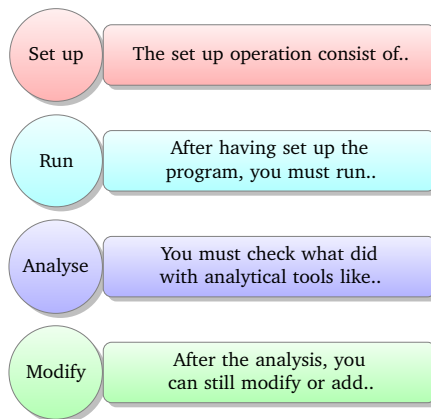 Set up
The set up operation consist of..
Run
After having set up the
program, you must run..
Analyse
You must check what did
with analytical tools like..
Modify
After the analysis, you
can still modify or add..